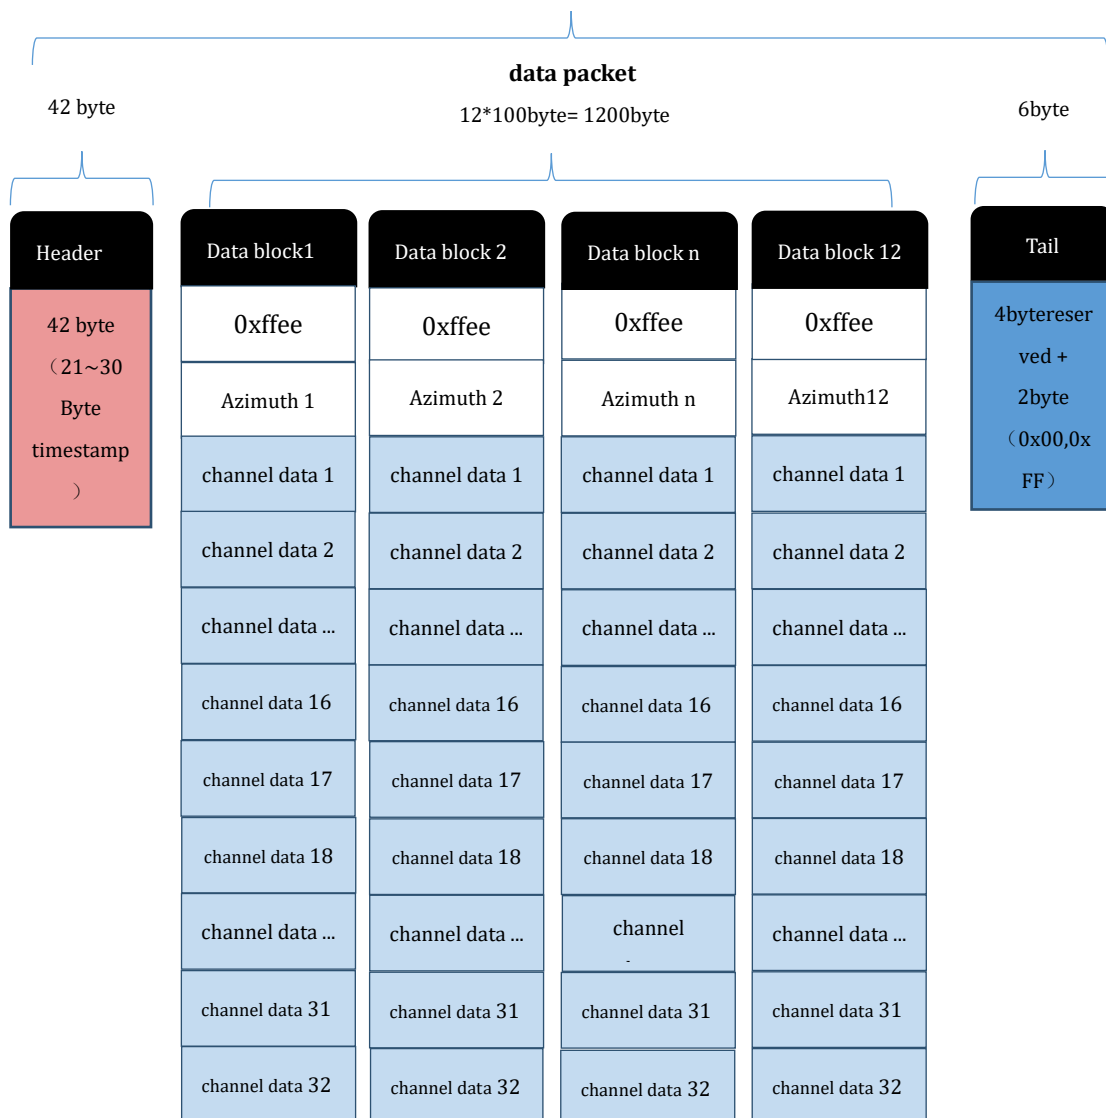 data packet
42 byte
12*100byte= 1200byte
6byte
Header
42 byte
（21~30
Byte
timestamp
）
Data block1
0xffee
Azimuth 1
channel data 1
channel data 2
channel data ...
channel data 16
channel data 17
channel data 18
channel data ...
channel data 31
channel data 32
Data block 2
0xffee
Azimuth 2
channel data 1
channel data 2
channel data ...
channel data 16
channel data 17
channel data 18
channel data ...
channel data 31
channel data 32
Data block n
0xffee
Azimuth n
channel data 1
channel data 2
channel data ...
channel data 16
channel data 17
channel data 18
channel
channel data 31
channel data 32
Data block 12
0xffee
Azimuth12
channel data 1
channel data 2
channel data ...
channel data 16
channel data 17
channel data 18
channel data ...
channel data 31
channel data 32
Tail
4bytereser
ved +
2byte
（0x00,0x
FF）